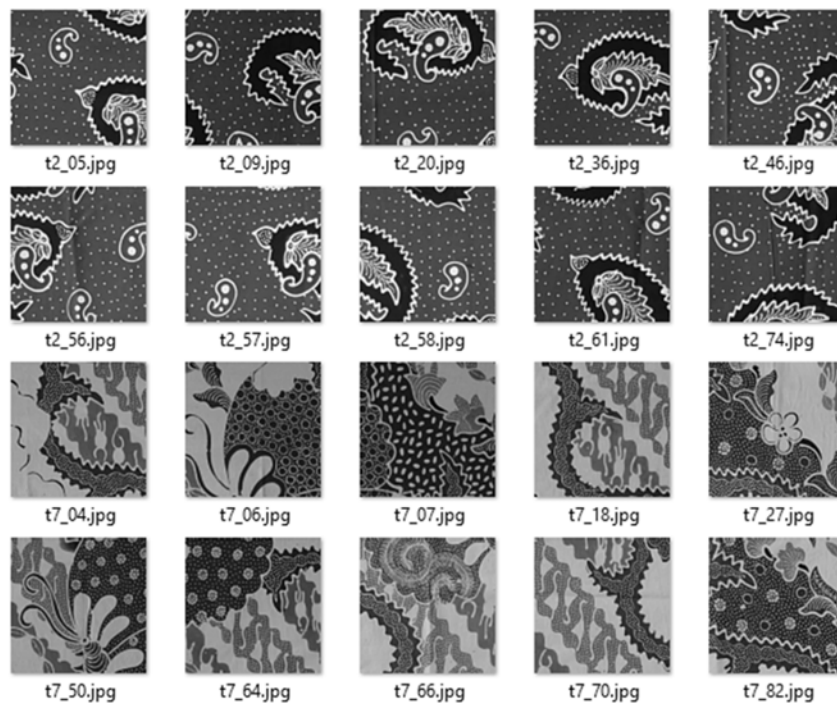 t2_05.jpg t2_09.jpg t2_20.jpg t2_36.jpg t2_46.jpg
t2_56.jpg t2_57.jpg t2_58.jpg t2_61.jpg t2_74.jpg
t7_04.jpg t7_06.jpg t7_07.jpg t7_18.jpg t7_27.jpg
t7_50.jpg t7_64.jpg t7_66.jpg t7_70.jpg t7_82.jpg